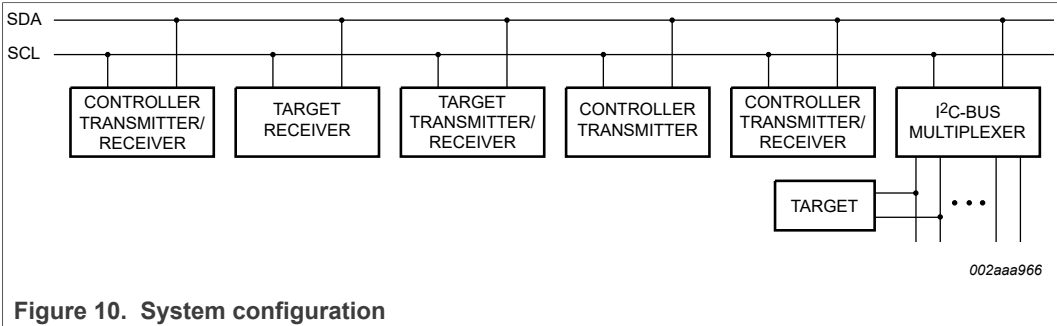 SDA
SCL
CONTROLLER
TRANSMITTER/
RECEIVER
TARGET
RECEIVER
TARGET
TRANSMITTER/
RECEIVER
CONTROLLER
TRANSMITTER
CONTROLLER
TRANSMITTER/
RECEIVER
I²C-BUS
MULTIPLEXER
TARGET
002aaa966
Figure 10. System configuration